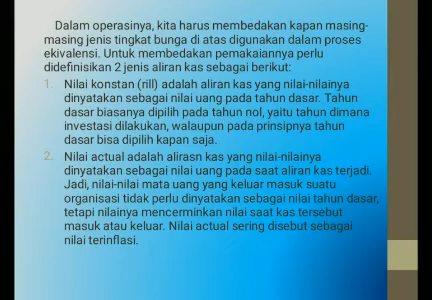 Dalam operasinya, kita harus membedakan kapan masing-
masing jenis tingkat bunga di atas digunakan dalam proses
ekivalensi. Untuk membedakan pemakaiannya perlu
didefinisikan 2 jenis aliran kas sebagai berikut:
1. Nilai konstan (rill) adalah aliran kas yang nilai-nilainya
dinyatakan sebagai nilai uang pada tahun dasar. Tahun
dasar biasanya dipilih pada tahun nol, yaitu tahun dimana
investasi dilakukan, walaupun pada prinsipnya tahun
dasar bisa dipilih kapan saja.
2. Nilai actual adalah alirasn kas yang nilai-nilainya
dinyatakan sebagai nilai uang pada saat aliran kas terjadi.
Jadi, nilai-nilai mata uang yang keluar masuk suatu
organisasi tidak perlu dinyatakan sebagai nilai tahun dasar,
tetapi nilainya mencerminkan nilai saat kas tersebut
masuk atau keluar. Nilai actual sering disebut sebagai
nilai terinflasi.